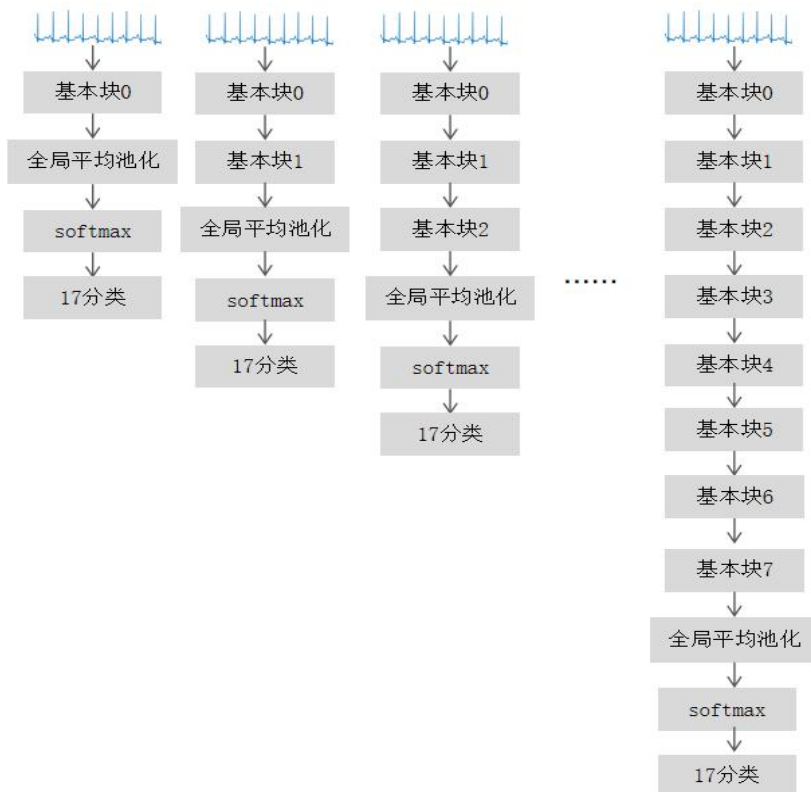 基本块0
全局平均池化
softmax
17分类
基本块0
基本块1
全局平均池化
softmax
17分类
基本块0
基本块1
基本块2
全局平均池化
softmax
17分类
......
基本块0
基本块1
基本块2
基本块3
基本块4
基本块5
基本块6
基本块7
全局平均池化
softmax
17分类